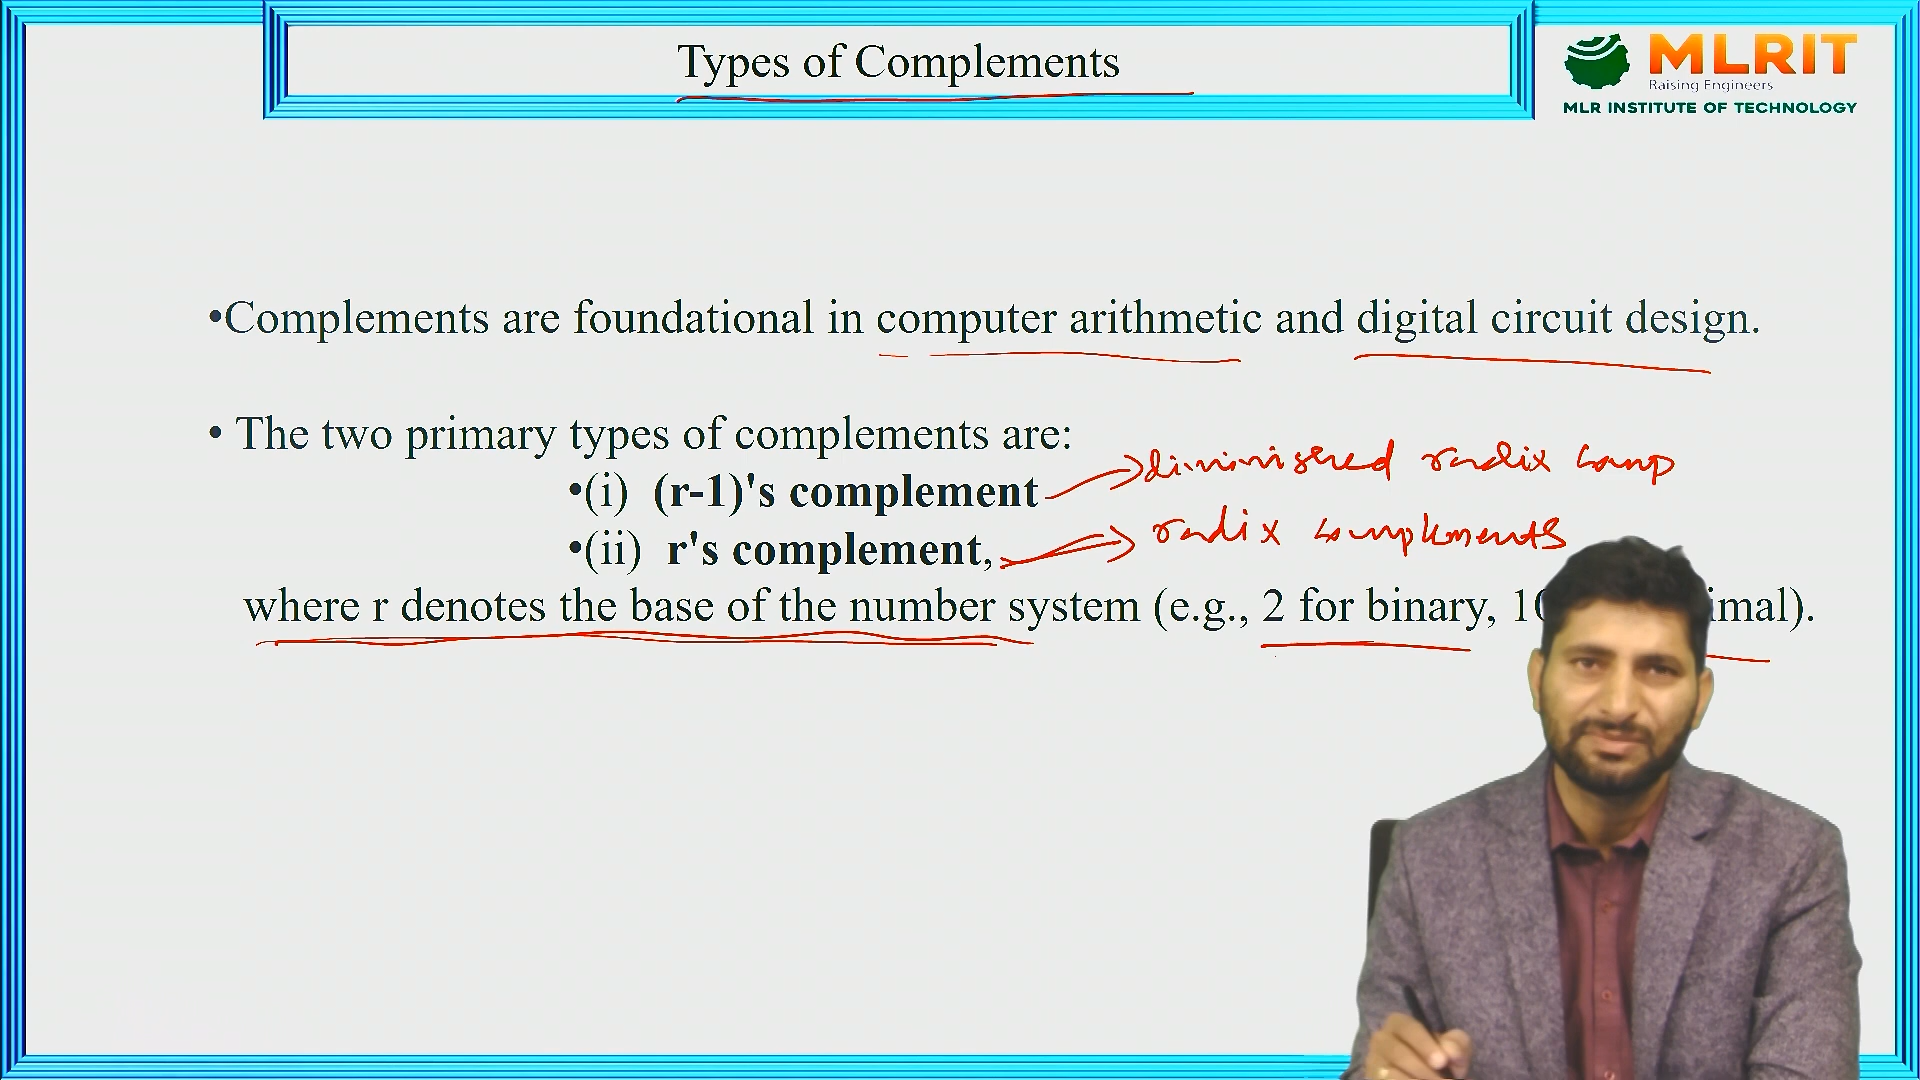 Types of Complements
MLRIT
Raising Engineers
MLR INSTITUTE OF TECHNOLOGY
•Complements are foundational in computer arithmetic and digital circuit design.
• The two primary types of complements are:
•(i) (r-1)'s complement
radix comp
•(ii) r's complement,
radix complements
where r denotes the base of the number system (e.g., 2 for binary, imal).